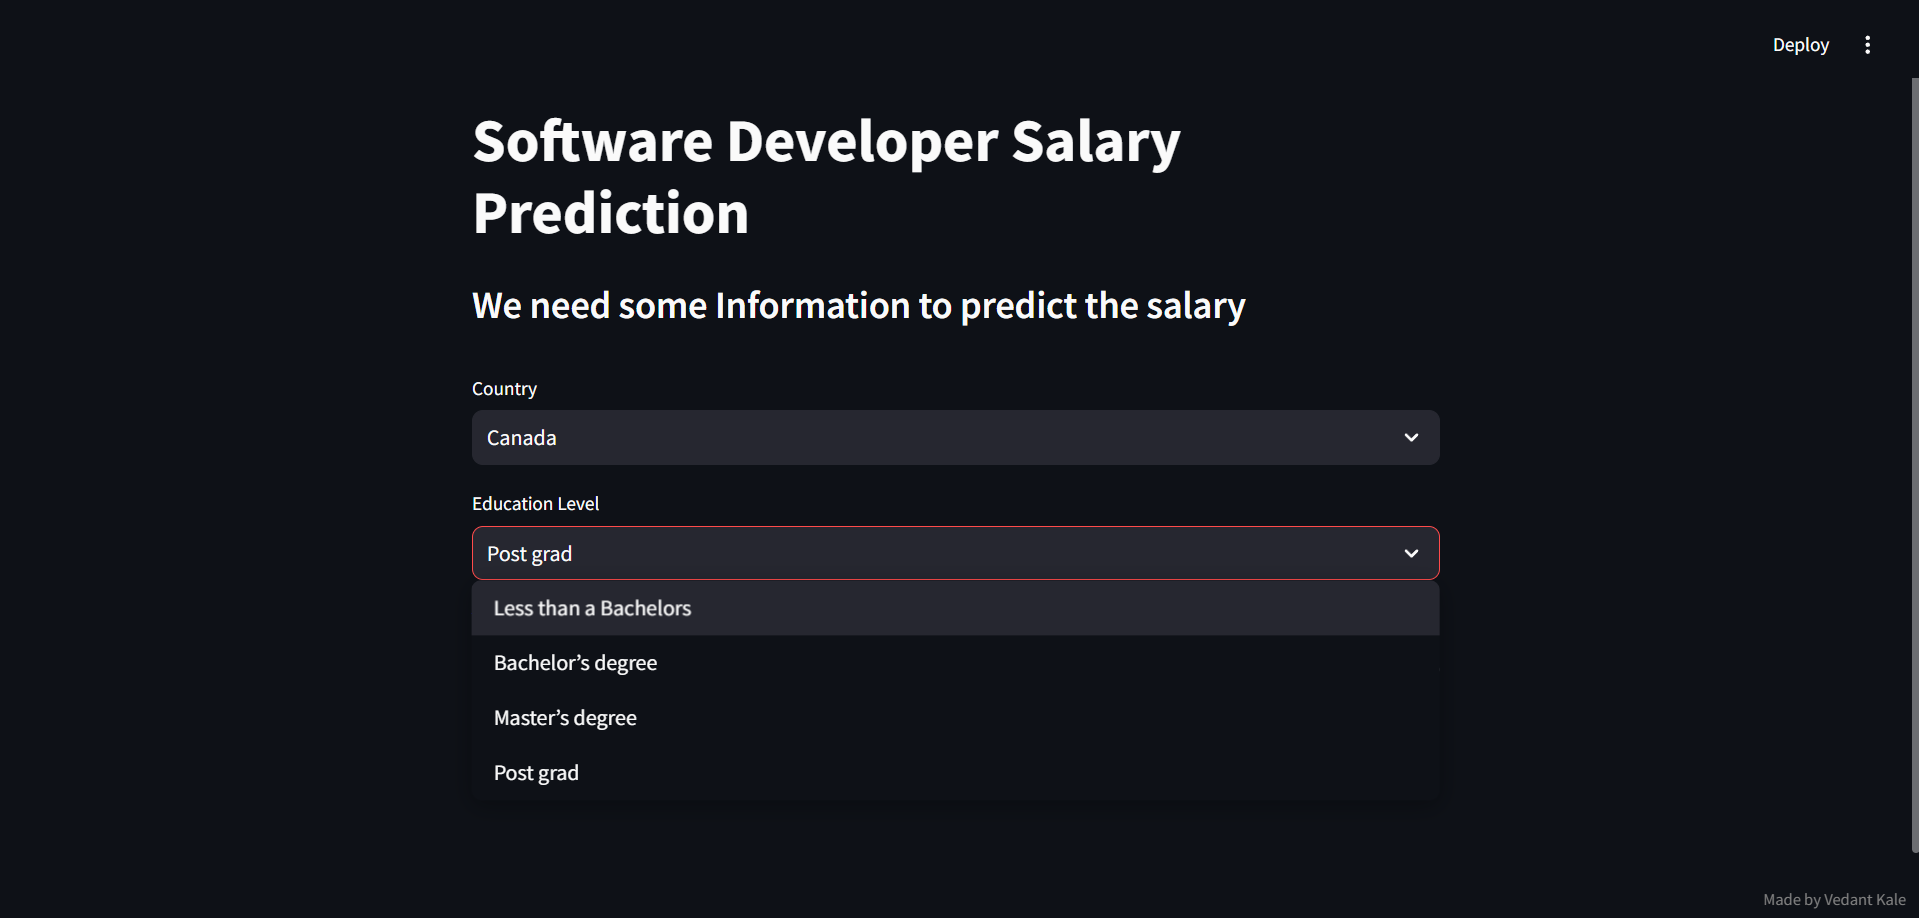 Deploy
Software Developer Salary
Prediction
We need some Information to predict the salary
Country
Canada
Education Level
Post grad
Less than a Bachelors
Bachelor’s degree
Master’s degree
Post grad
Made by Vedant Kale